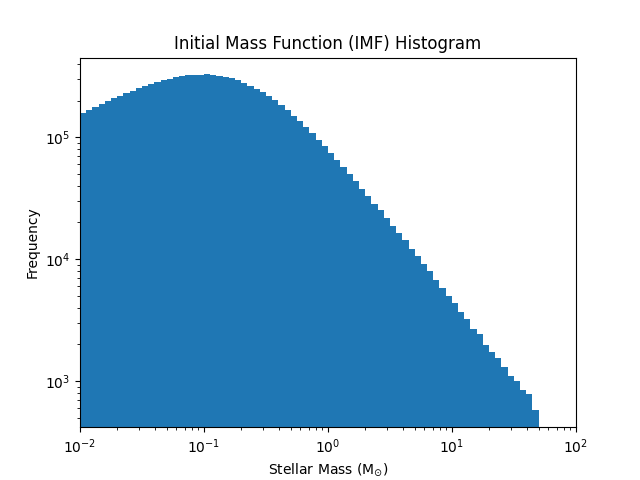 Initial Mass Function (IMF) Histogram
Frequency
10⁵
10⁴
10³
10⁻² 10⁻¹ 10⁰ 10¹ 10²
Stellar Mass (M⊙)